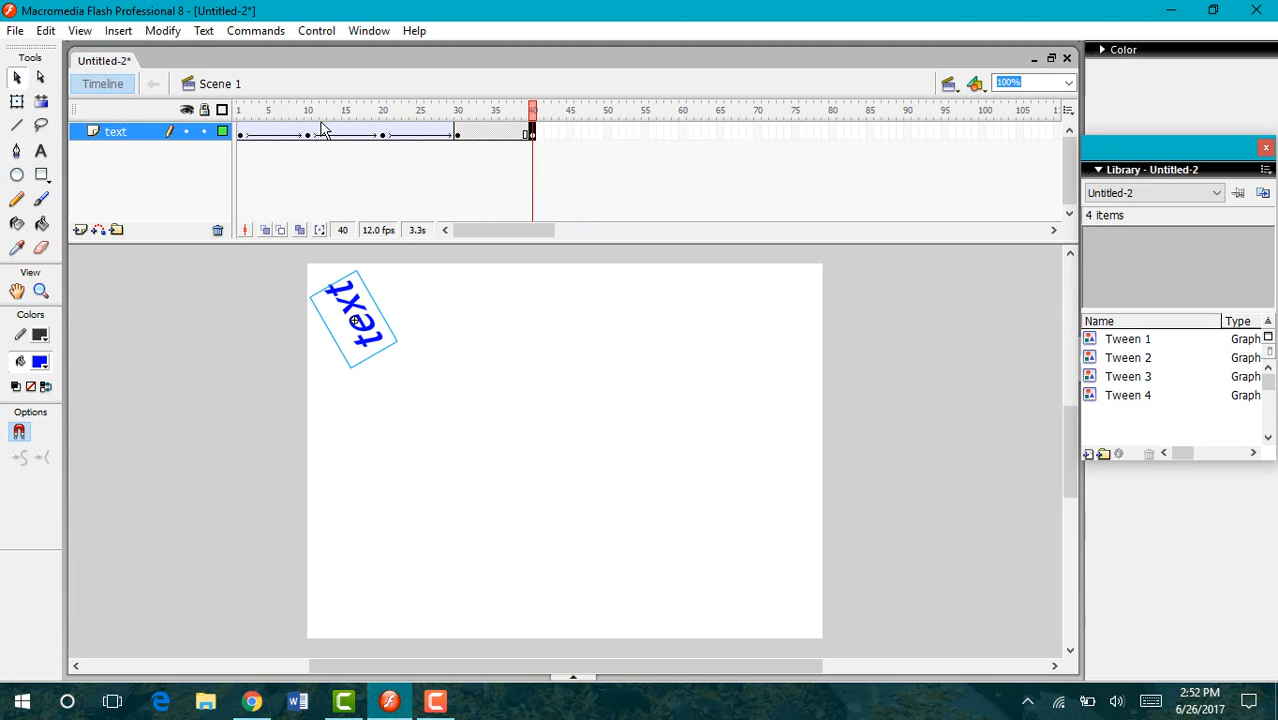 Macromedia Flash Professional 8 - [Untitled-2*]
File Edit View Insert Modify Text Commands Control Window Help
Tools
Untitled-2*
Color
Timeline
Scene 1
100%
1 5 10 15 20 25 30 35 40 45 50 55 60 65 70 75 80 85 90 95 100 105 11
text
Library - Untitled-2
Untitled-2
4 items
40 12.0 fps 3.3s
View
Colors
Options
text
Name Type
Tween 1 Graph
Tween 2 Graph
Tween 3 Graph
Tween 4 Graph
2:52 PM
6/26/2017